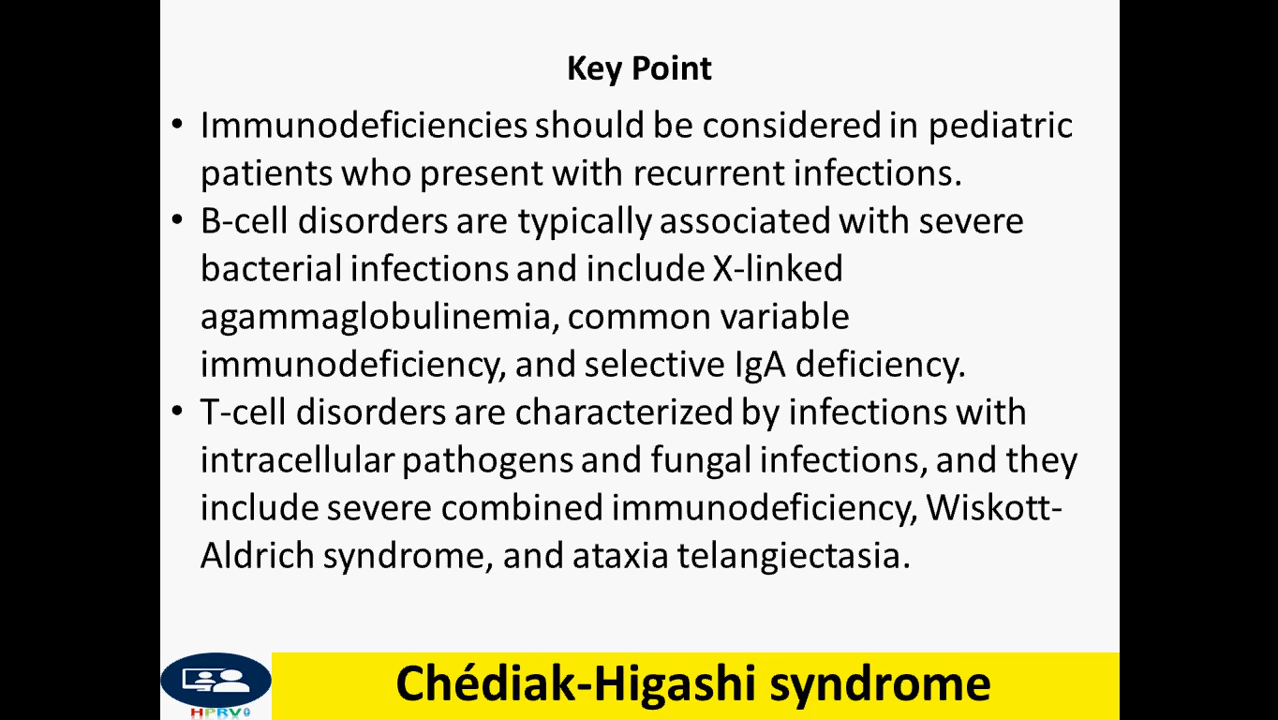 Key Point
• Immunodeficiencies should be considered in pediatric
patients who present with recurrent infections.
• B-cell disorders are typically associated with severe
bacterial infections and include X-linked
agammaglobulinemia, common variable
immunodeficiency, and selective IgA deficiency.
• T-cell disorders are characterized by infections with
intracellular pathogens and fungal infections, and they
include severe combined immunodeficiency, Wiskott-
Aldrich syndrome, and ataxia telangiectasia.
Chédiak-Higashi syndrome
HPRV